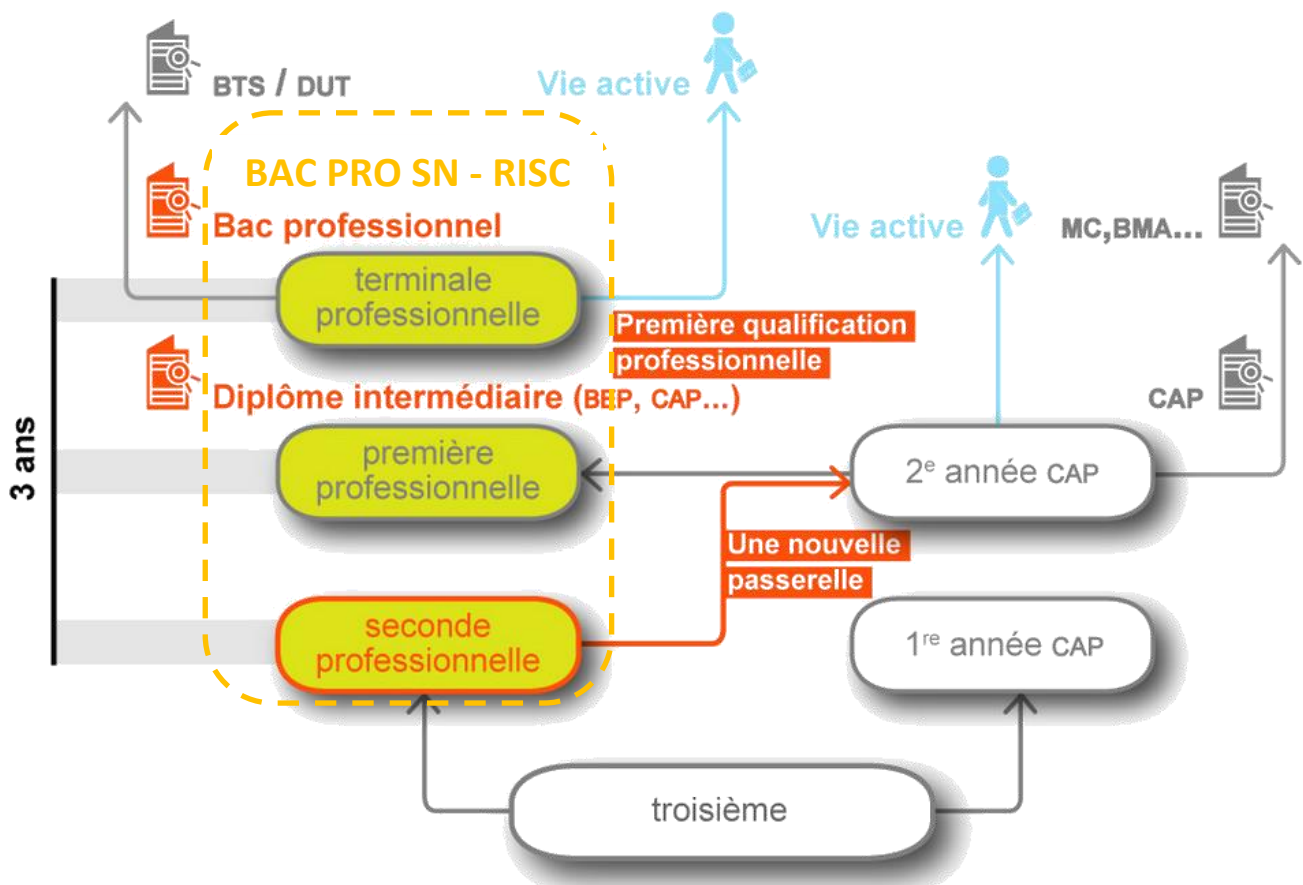 BTS / DUT
Vie active
BAC PRO SN - RISC
Bac professionnel
Vie active
MC,BMA...
terminale
professionnelle
Première qualification
professionnelle
Diplôme intermédiaire (BEP, CAP...)
CAP
3 ans
première
professionnelle
2e année CAP
Une nouvelle
passerelle
seconde
professionnelle
1re année CAP
troisième